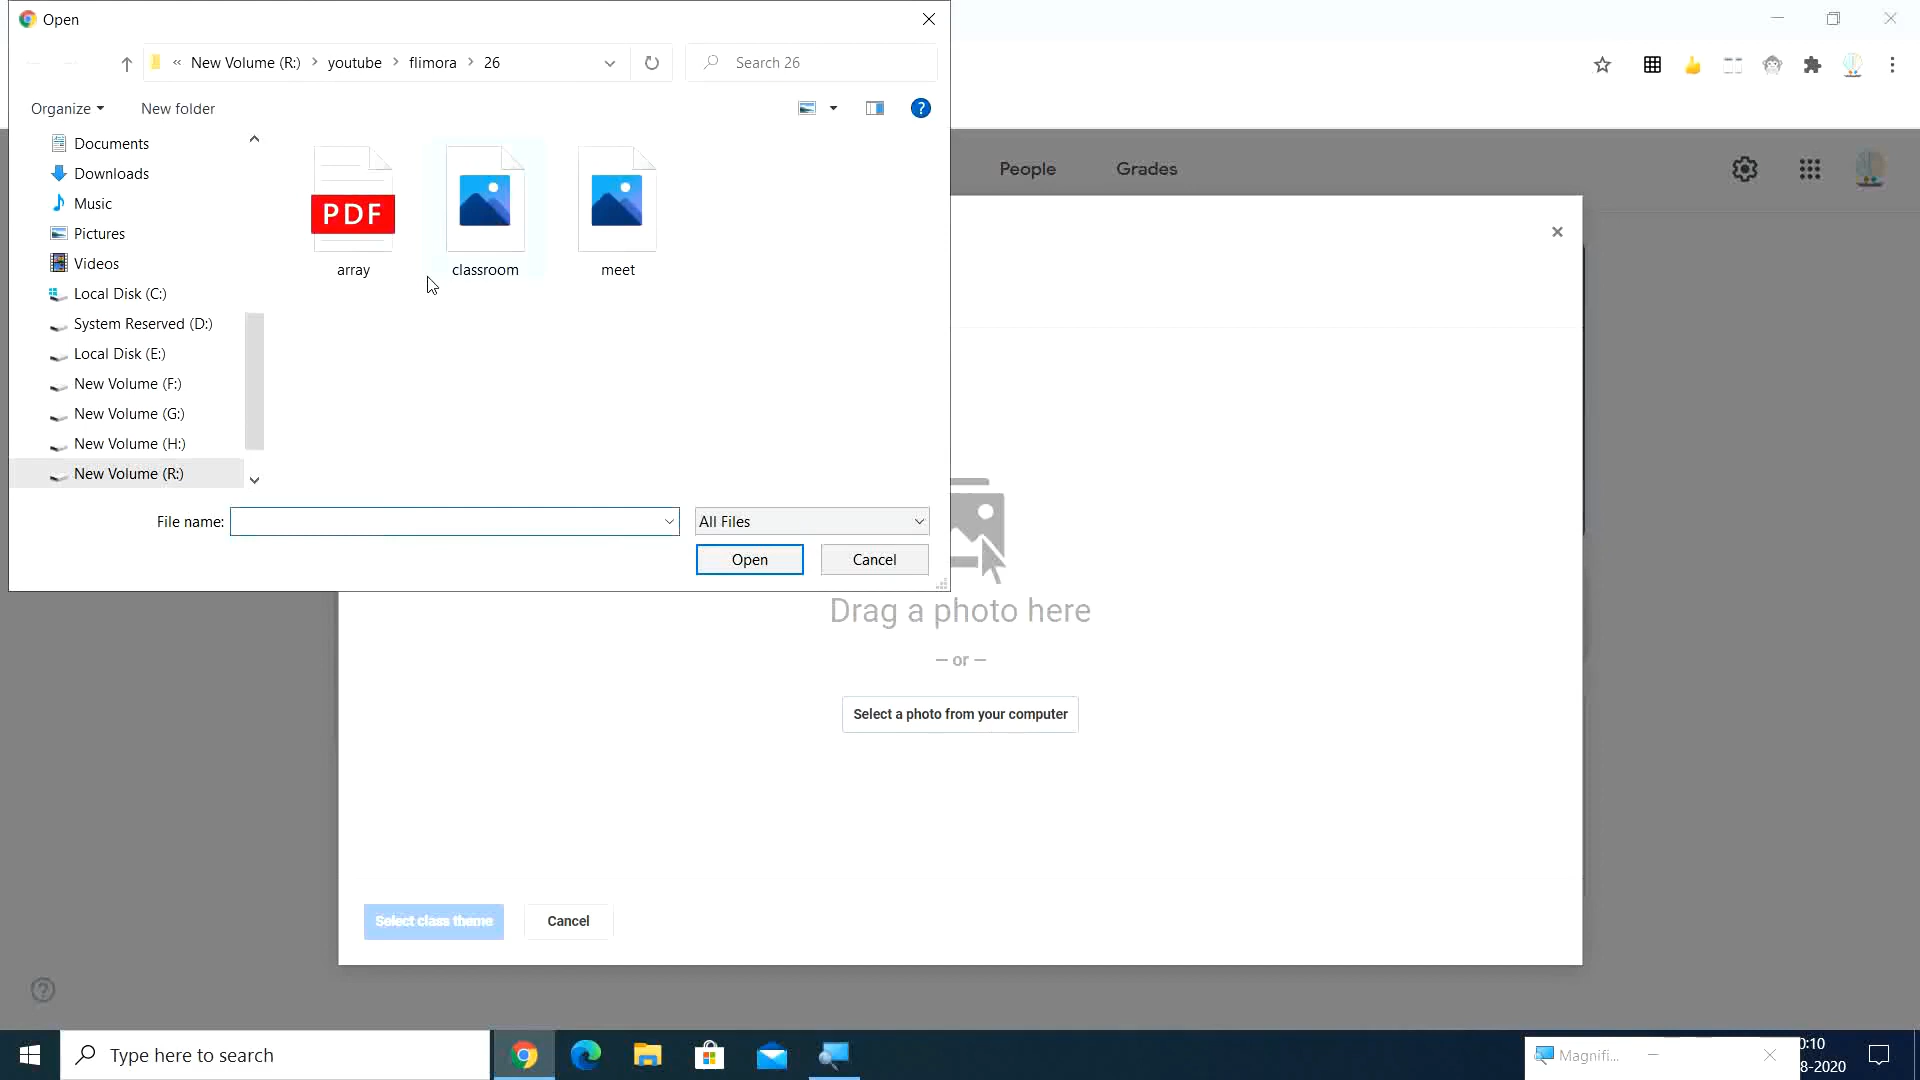 Open
« New Volume (R:) > youtube > flimora > 26
Search 26
Organize
New folder
Documents
Downloads
Music
Pictures
Videos
Local Disk (C:)
System Reserved (D:)
Local Disk (E:)
New Volume (F:)
New Volume (G:)
New Volume (H:)
New Volume (R:)
PDF
array
classroom
meet
File name:
All Files
Open
Cancel
People
Grades
Drag a photo here
— or —
Select a photo from your computer
Select class theme
Cancel
Type here to search
Magnifi...
:10
8-2020